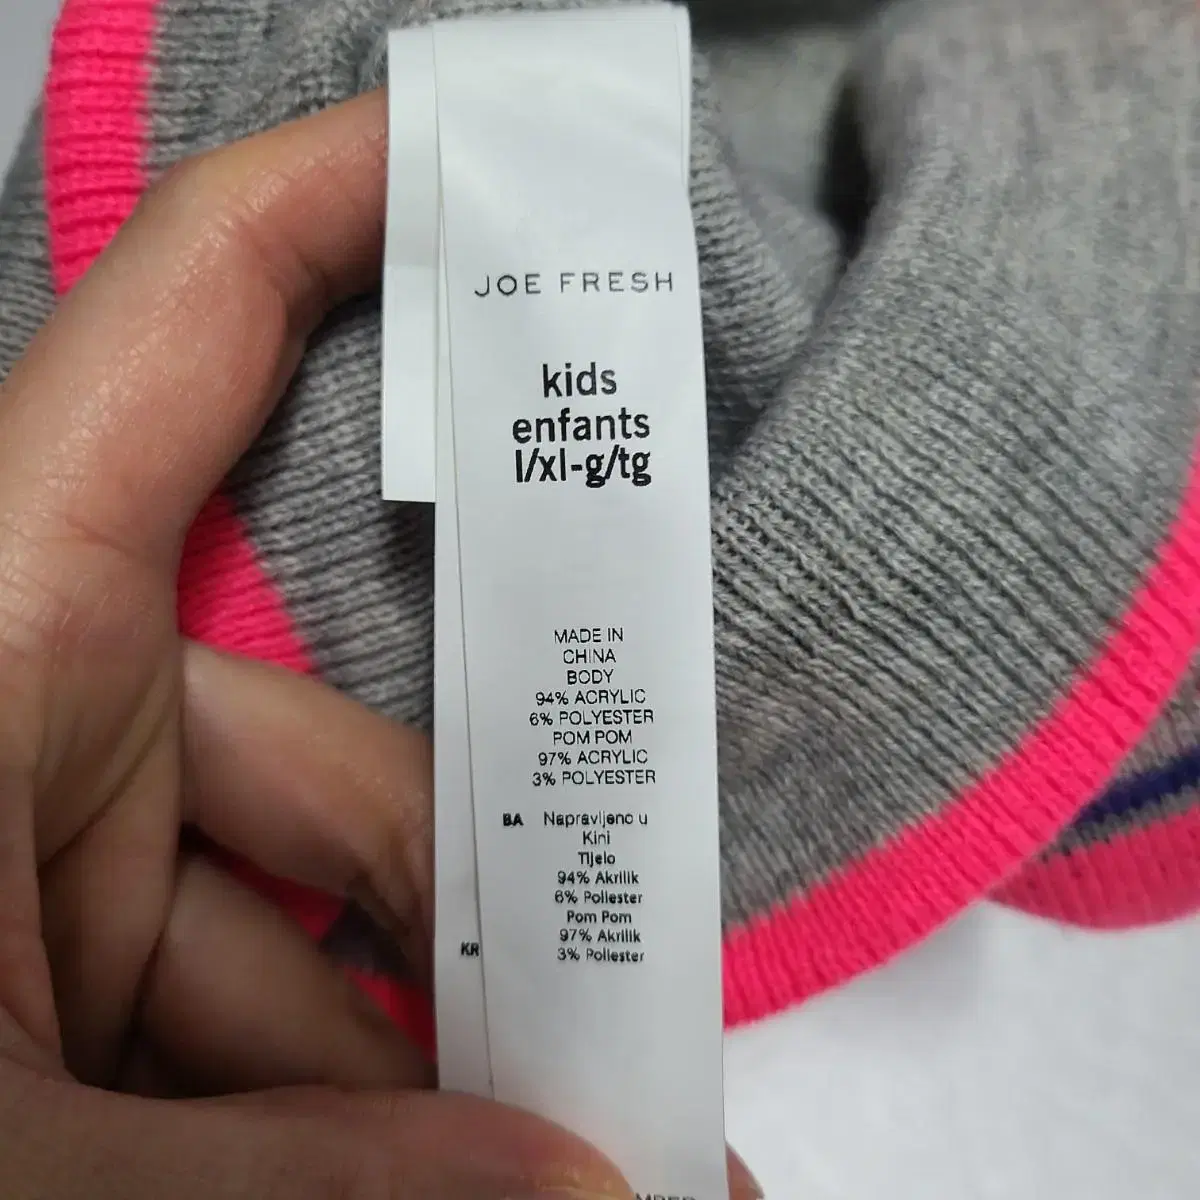 JOE FRESH
kids
enfants
l/xl-g/tg
MADE IN
CHINA
BODY
94% ACRYLIC
6% POLYESTER
POM POM
97% ACRYLIC
3% POLYESTER
BA Napravljeno u
Kini
Tijelo
94% Akrilik
6% Poliester
Pom Pom
97% Akrilik
3% Poliester
KR